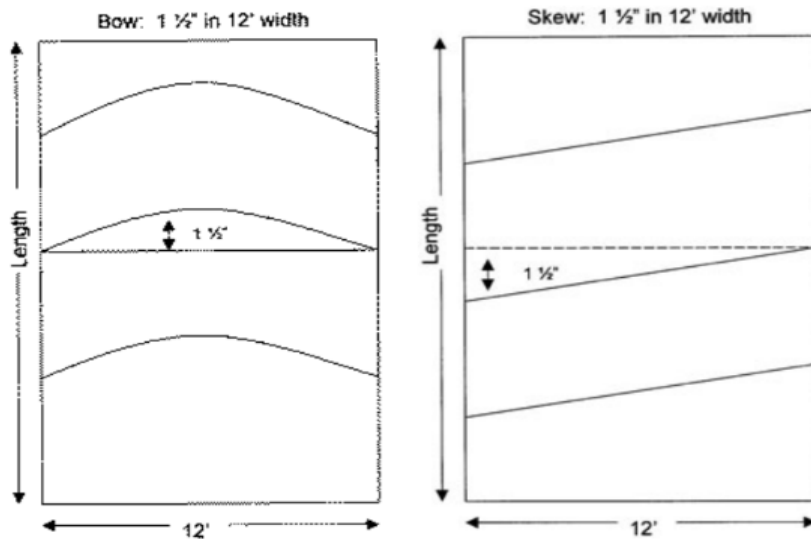 Bow: 1 ½" in 12' width
Length
1 ½"
12'
Skew: 1 ½" in 12' width
Length
1 ½"
12'